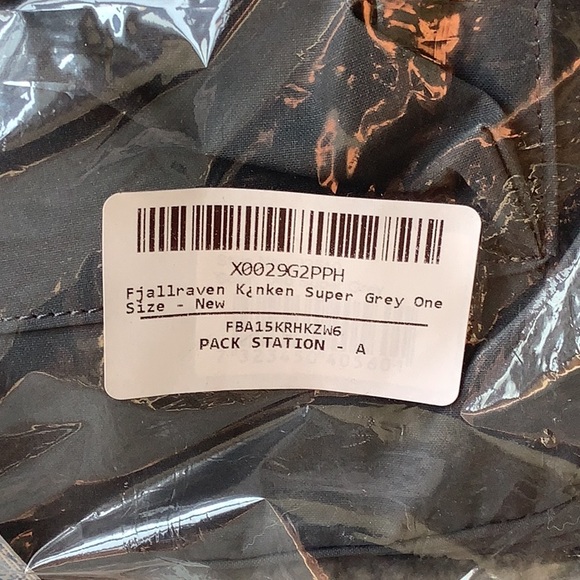 X0029G2PPH
Fjallraven K¿nken Super Grey One
Size - New
FBA15KRHKZW6
PACK STATION - A